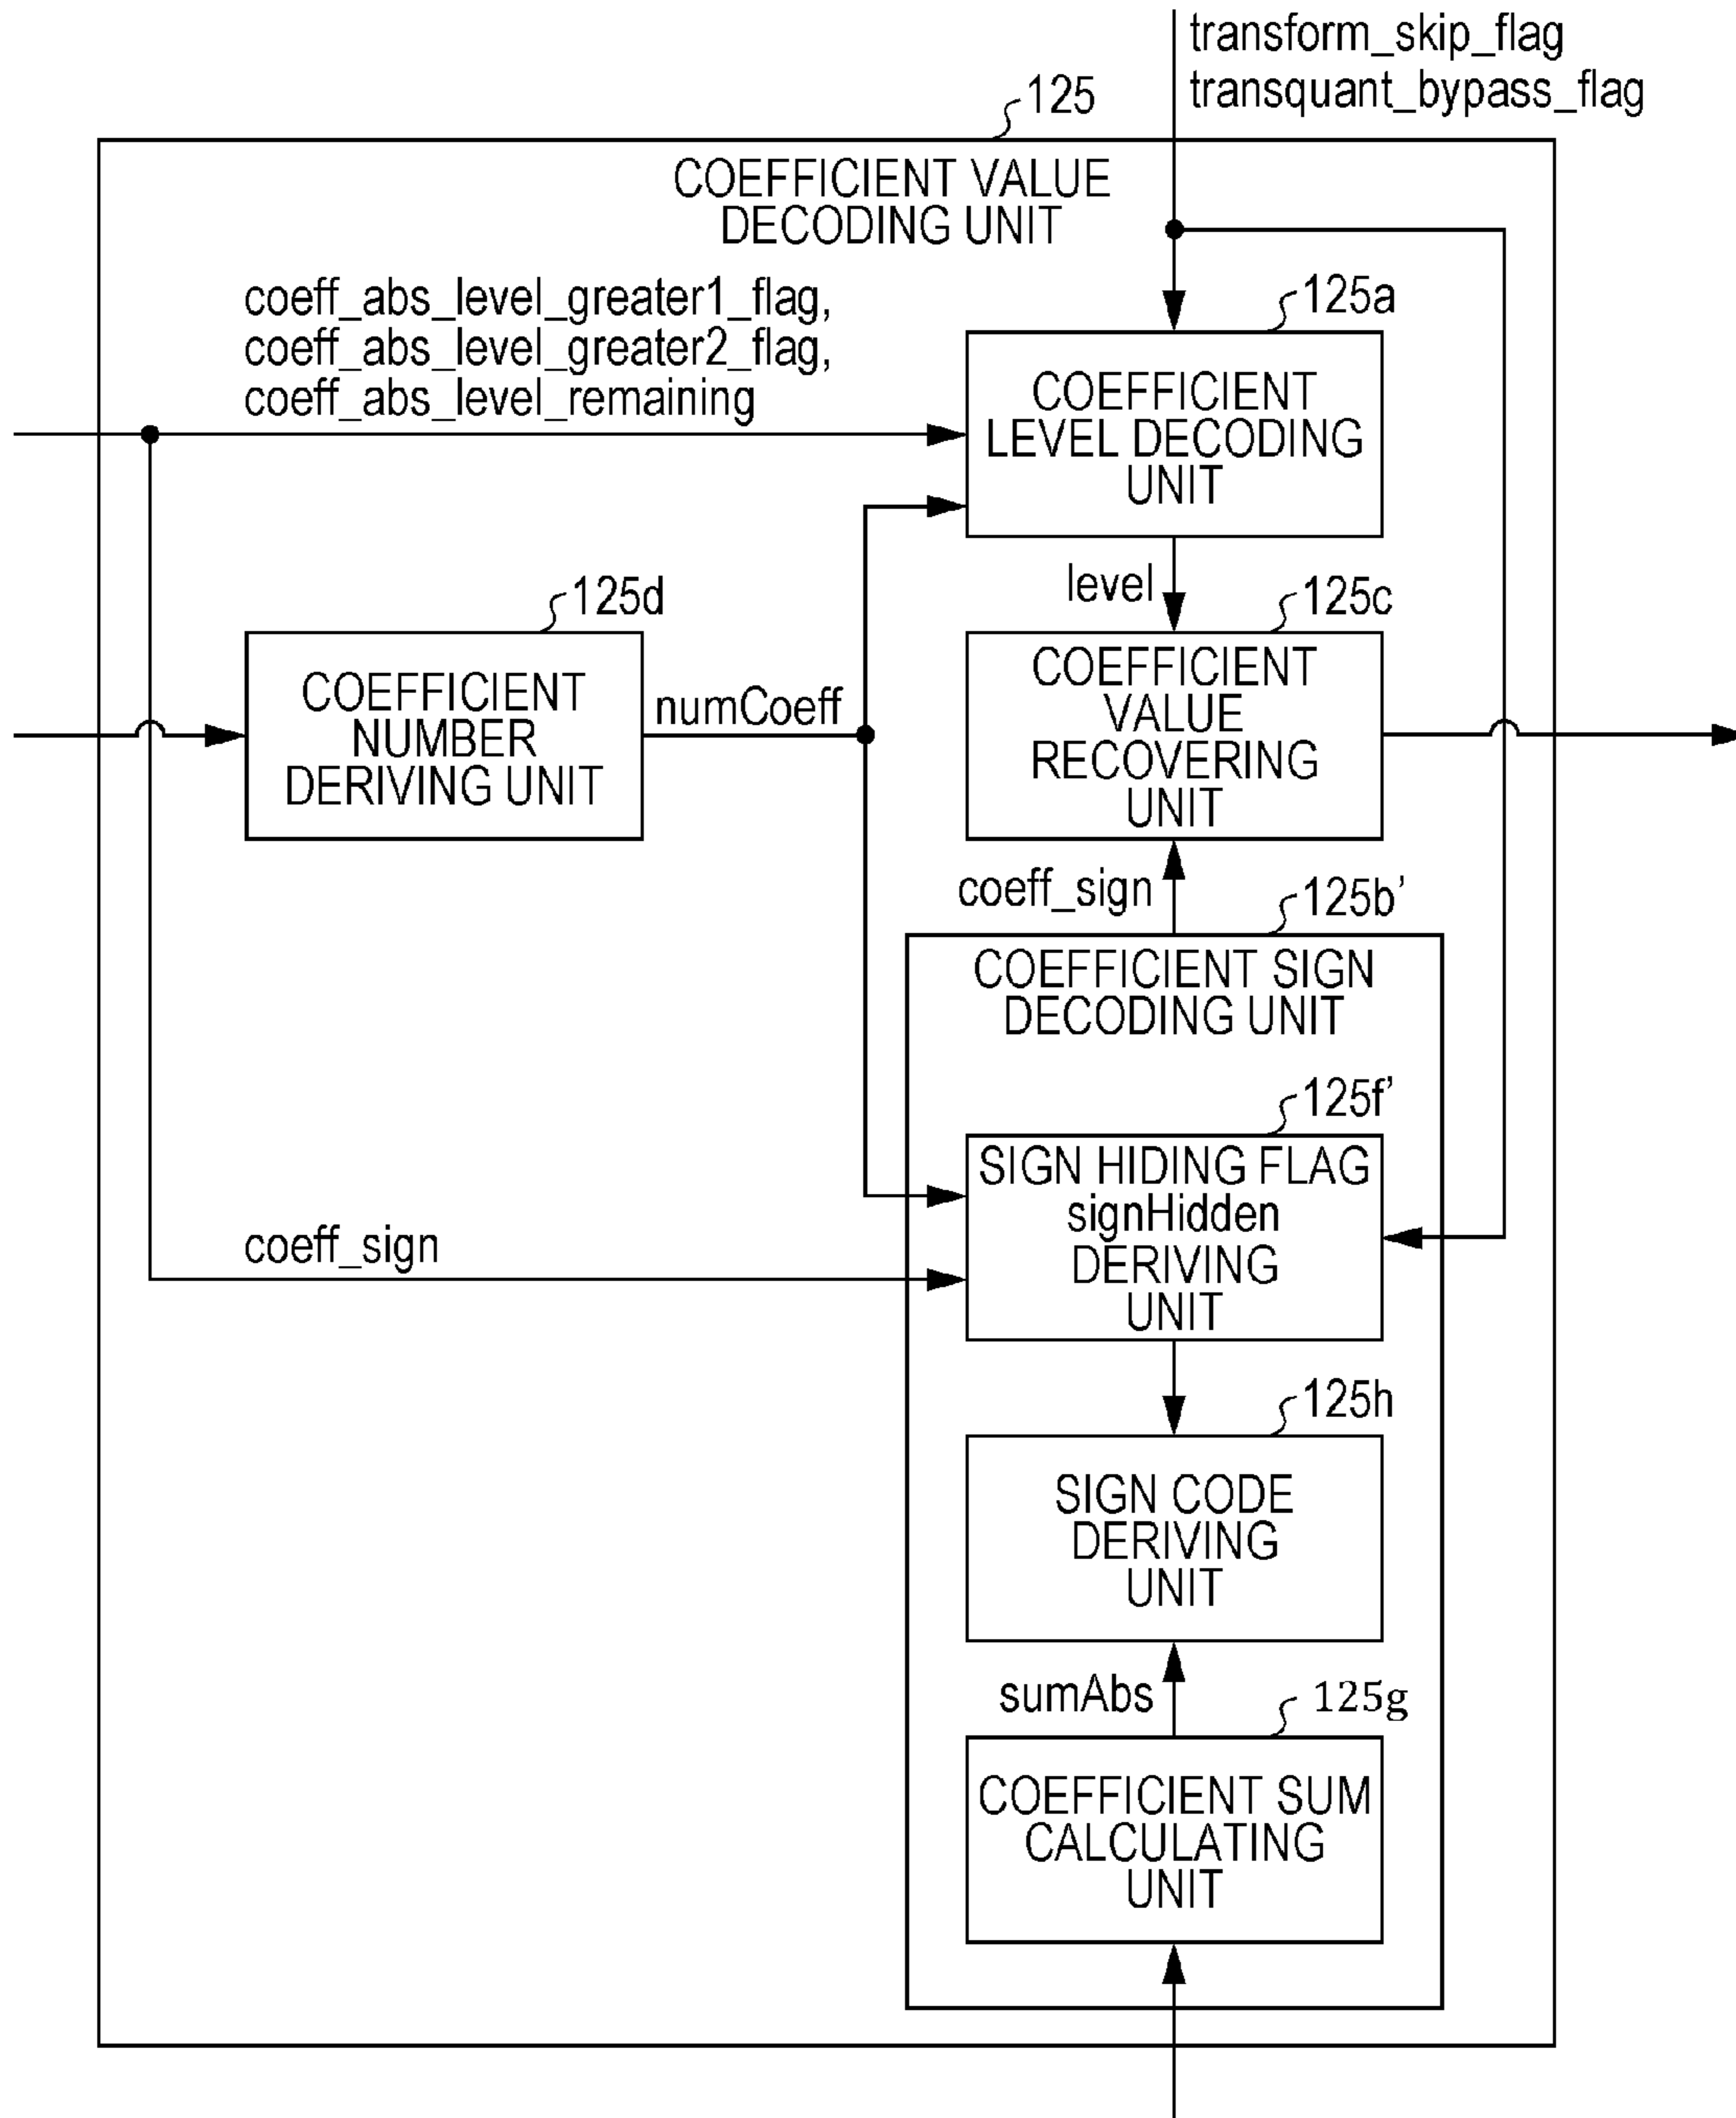 transform_skip_flag
transquant_bypass_flag
125
COEFFICIENT VALUE
DECODING UNIT
coeff_abs_level_greater1_flag,
coeff_abs_level_greater2_flag,
coeff_abs_level_remaining
125a
COEFFICIENT
LEVEL DECODING
UNIT
level
125d
COEFFICIENT
NUMBER
DERIVING UNIT
numCoeff
125c
COEFFICIENT
VALUE
RECOVERING
UNIT
coeff_sign
125b’
COEFFICIENT SIGN
DECODING UNIT
125f’
SIGN HIDING FLAG
signHidden
DERIVING
UNIT
coeff_sign
125h
SIGN CODE
DERIVING
UNIT
sumAbs
125g
COEFFICIENT SUM
CALCULATING
UNIT